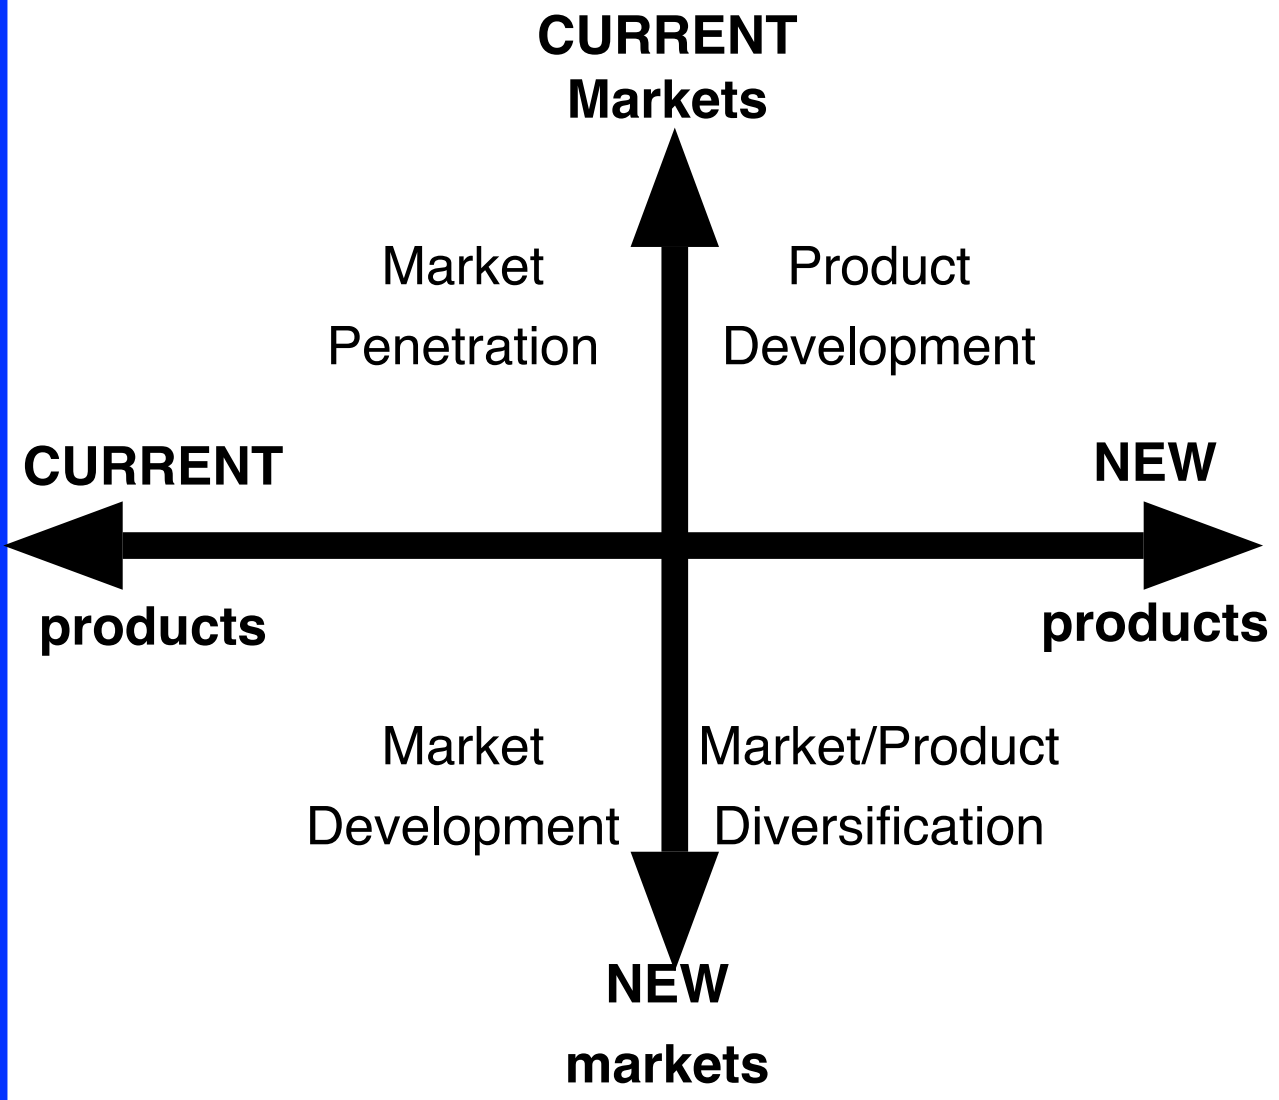 CURRENT
Markets
Market
Penetration
Product
Development
CURRENT
products
NEW
products
Market
Development
Market/Product
Diversification
NEW
markets